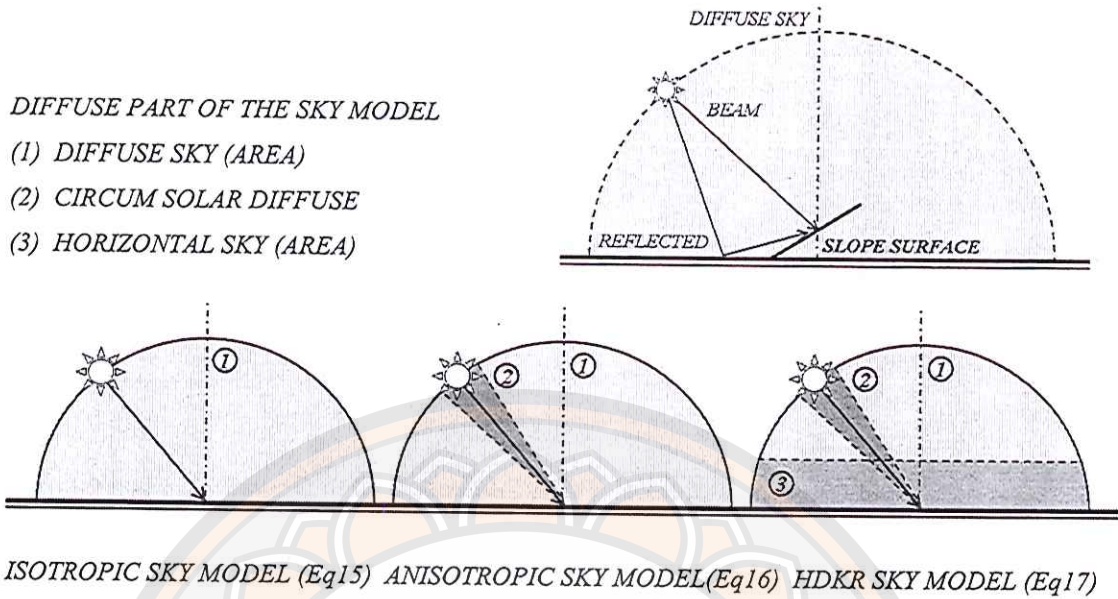 DIFFUSE SKY
BEAM
REFLECTED
SLOPE SURFACE
DIFFUSE PART OF THE SKY MODEL
(1) DIFFUSE SKY (AREA)
(2) CIRCUM SOLAR DIFFUSE
(3) HORIZONTAL SKY (AREA)
1
2
1
2
1
3
ISOTROPIC SKY MODEL (Eq15) ANISOTROPIC SKY MODEL(Eq16) HDKR SKY MODEL (Eq17)